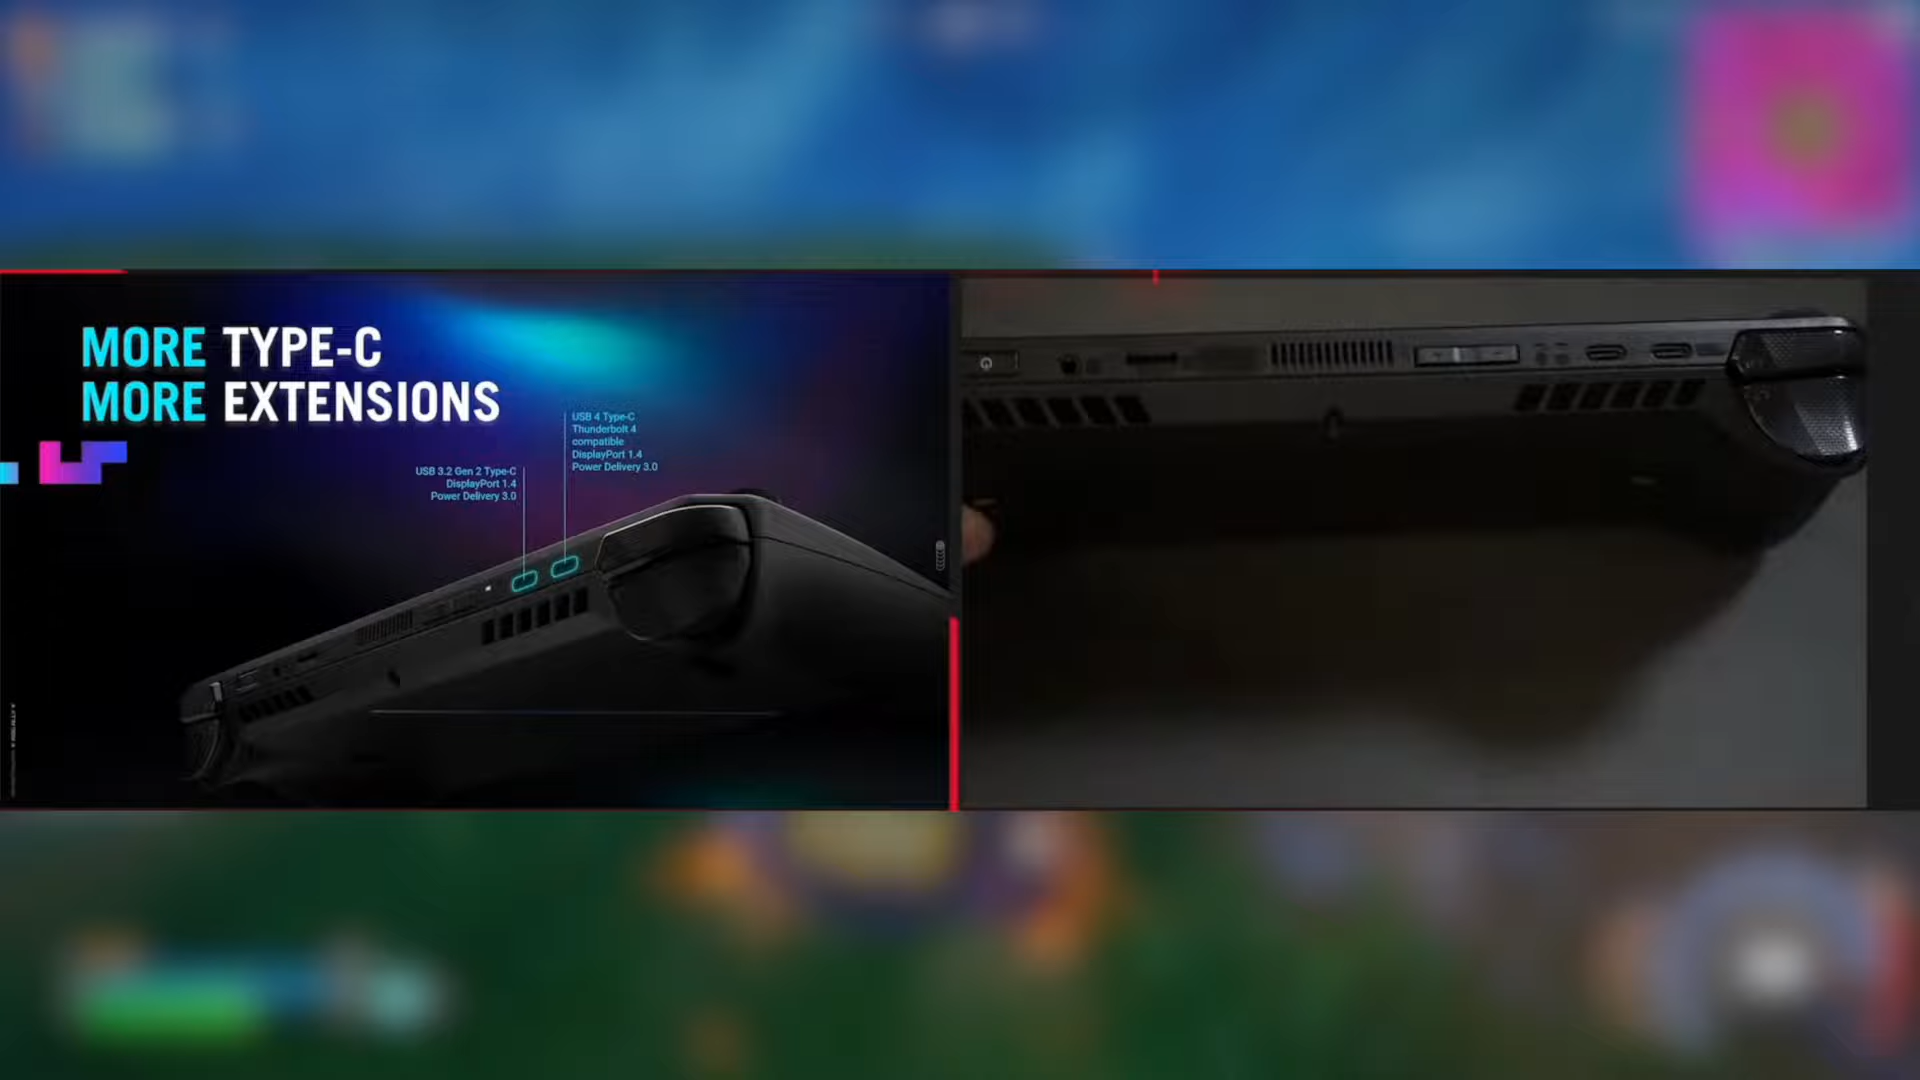 MORE TYPE-C
MORE EXTENSIONS
USB 4 Type-C
Thunderbolt 4
compatible
DisplayPort 1.4
Power Delivery 3.0
USB 3.2 Gen 2 Type-C
DisplayPort 1.4
Power Delivery 3.0